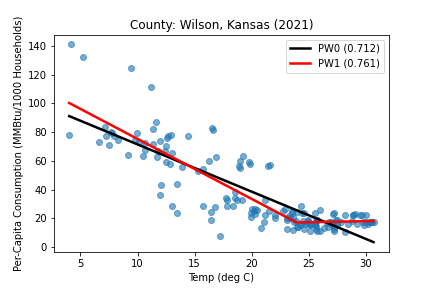 County: Wilson, Kansas (2021)
PW0 (0.712)
PW1 (0.761)
Per-Capita Consumption (MMBtu/1000 Households)
140
120
100
80
60
40
20
0
5
10
15
20
25
30
Temp (deg C)